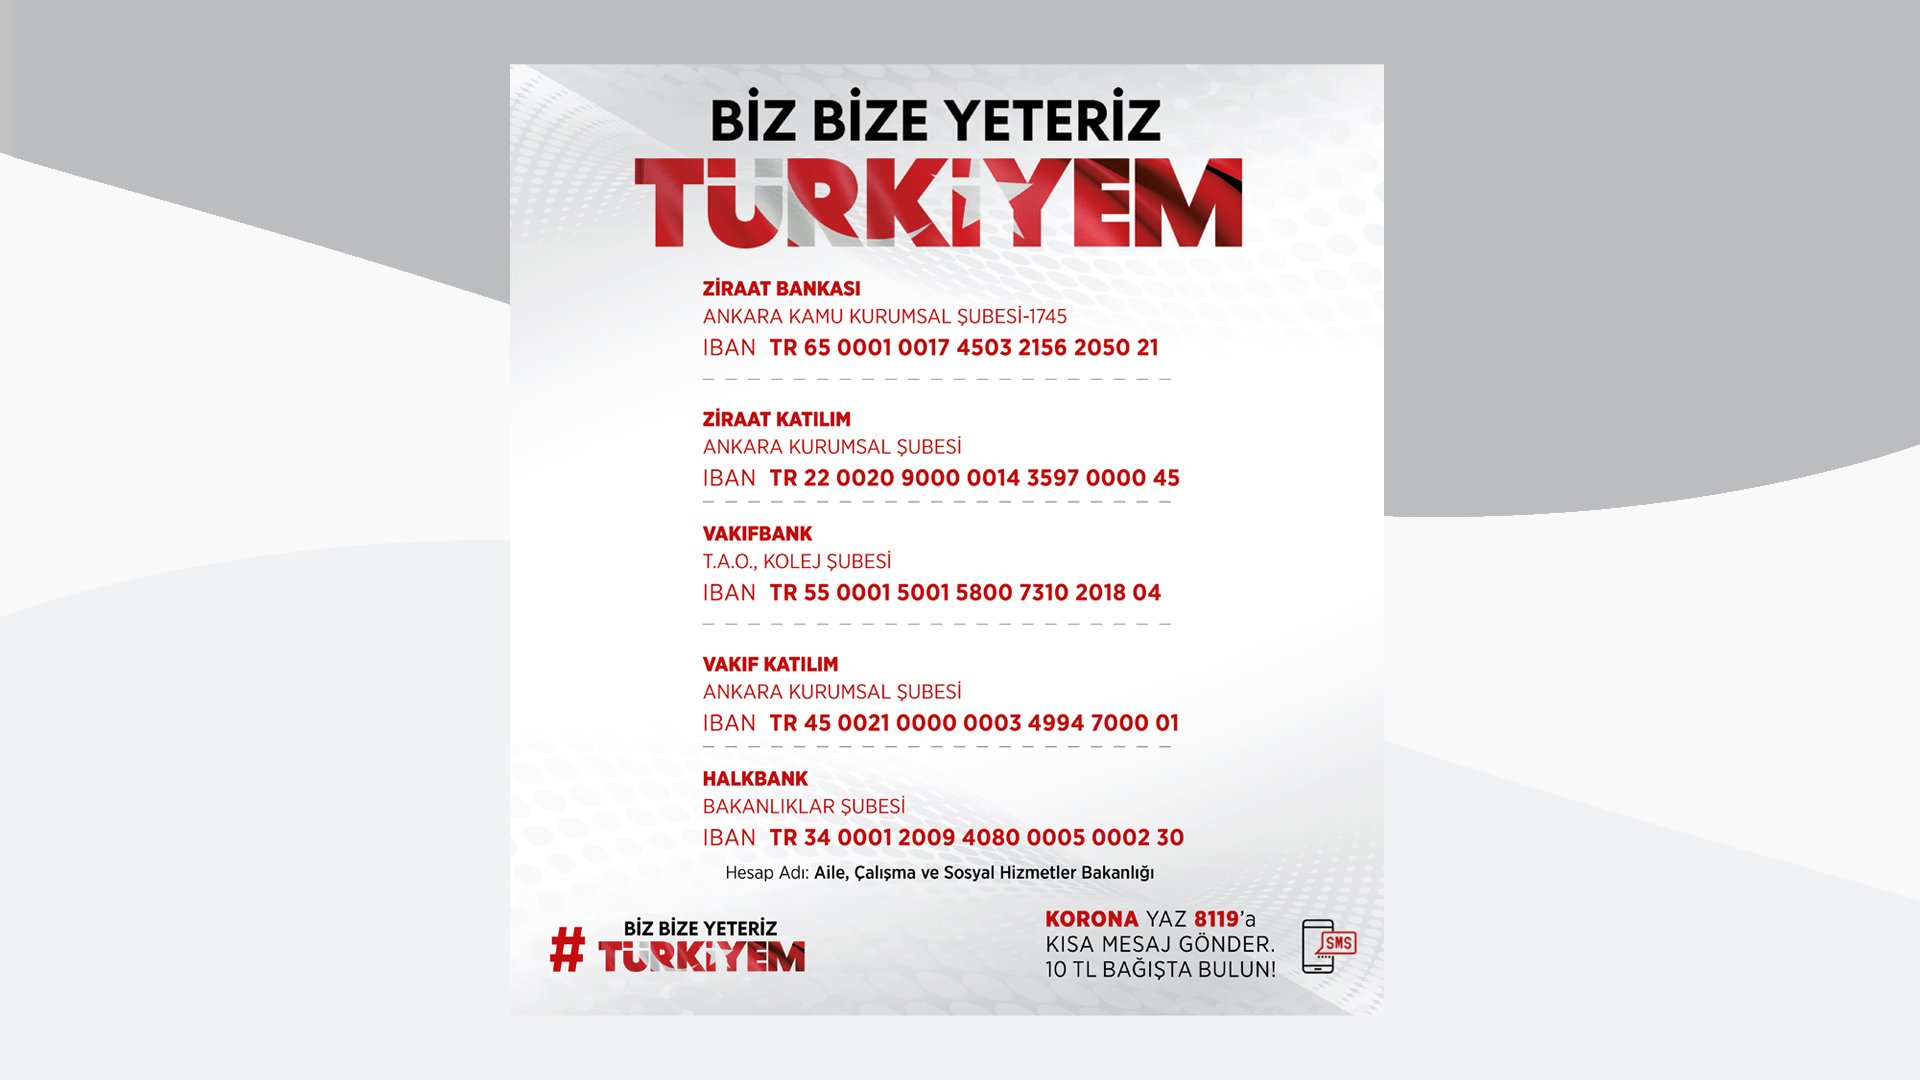 BİZ BİZE YETERİZ
TÜRKİYEM
ZİRAAT BANKASI
ANKARA KAMU KURUMSAL ŞUBESİ-1745
IBAN TR 65 0001 0017 4503 2156 2050 21
ZİRAAT KATILIM
ANKARA KURUMSAL ŞUBESİ
IBAN TR 22 0020 9000 0014 3597 0000 45
VAKIFBANK
T.A.O., KOLEJ ŞUBESİ
IBAN TR 55 0001 5001 5800 7310 2018 04
VAKIF KATILIM
ANKARA KURUMSAL ŞUBESİ
IBAN TR 45 0021 0000 0003 4994 7000 01
HALKBANK
BAKANLIKLAR ŞUBESİ
IBAN TR 34 0001 2009 4080 0005 0002 30
Hesap Adı: Aile, Çalışma ve Sosyal Hizmetler Bakanlığı
# BİZ BİZE YETERİZ
TÜRKİYEM
KORONA YAZ 8119'a
KISA MESAJ GÖNDER.
10 TL BAĞIŞTA BULUN!
SMS